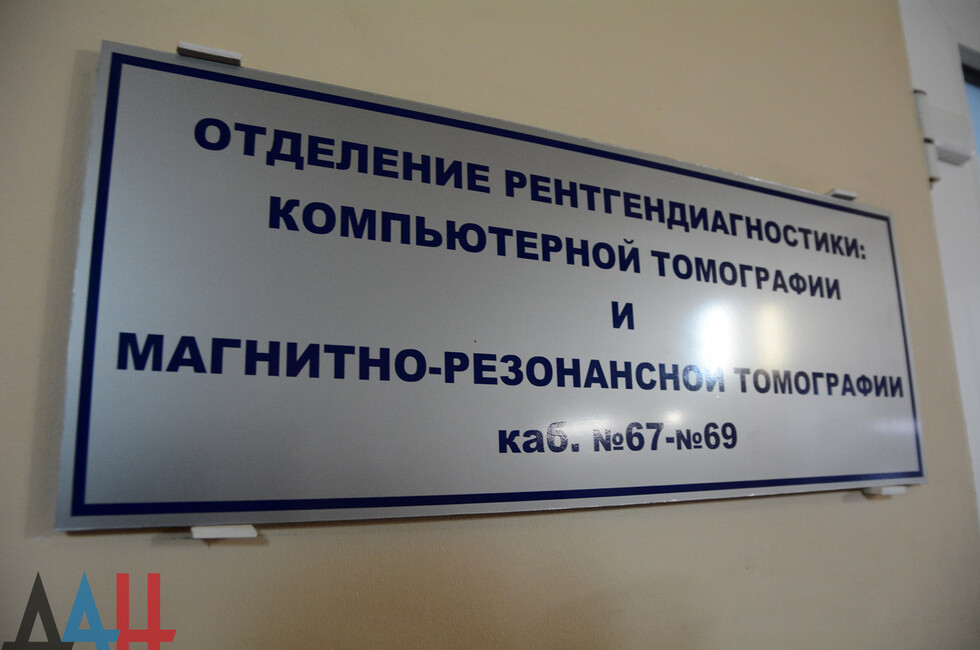 ОТДЕЛЕНИЕ РЕНТГЕНДИАГНОСТИКИ:
КОМПЬЮТЕРНОЙ ТОМОГРАФИИ
И
МАГНИТНО-РЕЗОНАНСНОЙ ТОМОГРАФИИ
каб. №67-№69
ДАН